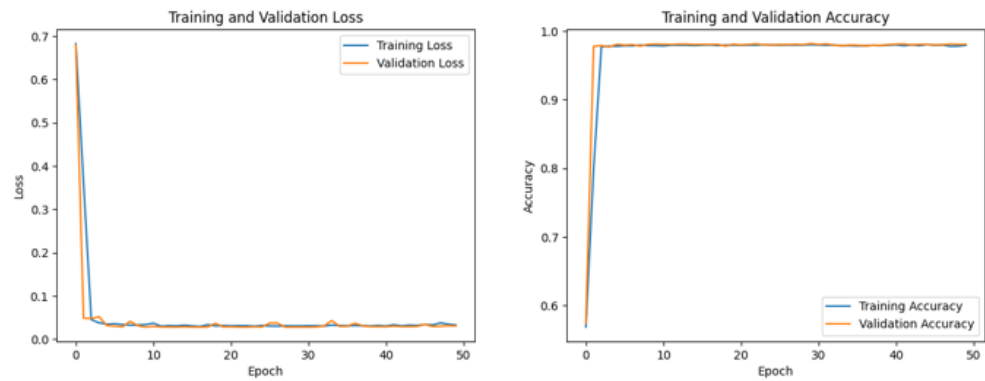 Training and Validation Loss
0.7
0.6
0.5
0.4
0.3
0.2
0.1
0.0
Loss
Training Loss
Validation Loss
0
10
20
30
40
50
Epoch
Training and Validation Accuracy
1.0
0.9
0.8
0.7
0.6
Accuracy
Training Accuracy
Validation Accuracy
0
10
20
30
40
50
Epoch